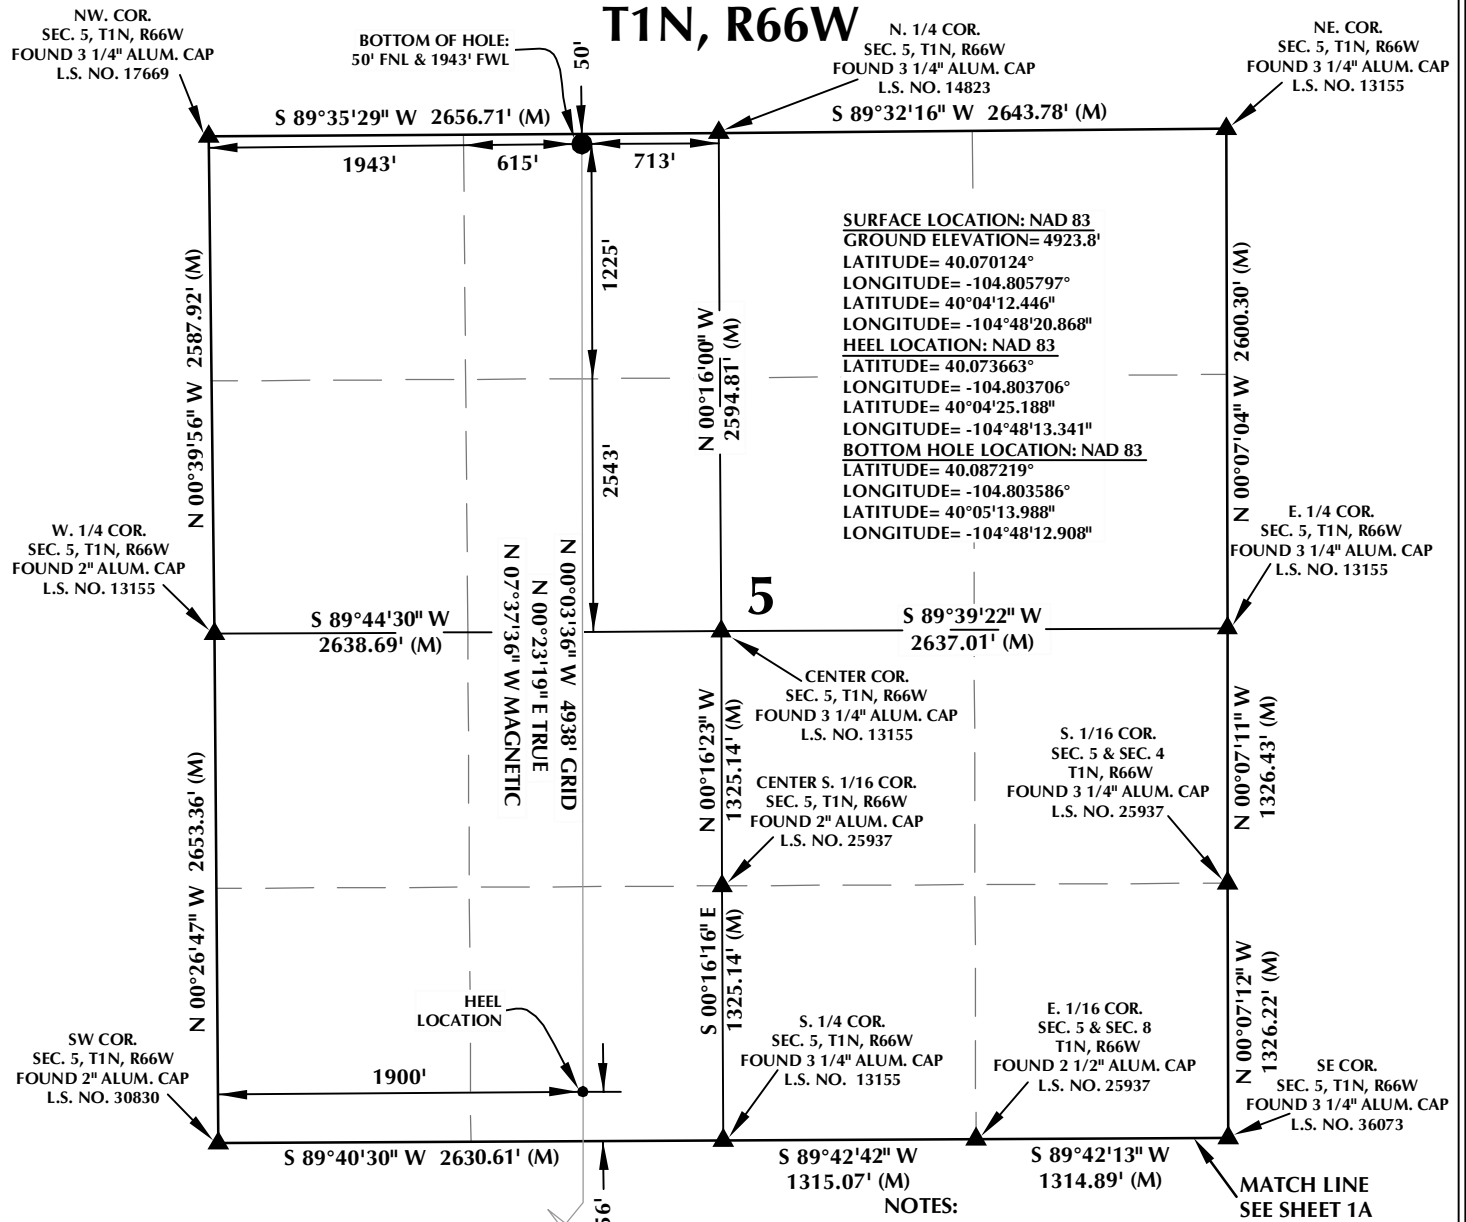 T1N, R66W
NW. COR.
SEC. 5, T1N, R66W
FOUND 3 1/4" ALUM. CAP
L.S. NO. 17669
BOTTOM OF HOLE:
50' FNL & 1943' FWL
50'
N. 1/4 COR.
SEC. 5, T1N, R66W
FOUND 3 1/4" ALUM. CAP
L.S. NO. 14823
NE. COR.
SEC. 5, T1N, R66W
FOUND 3 1/4" ALUM. CAP
L.S. NO. 13155
S 89°35'29" W 2656.71' (M)
S 89°32'16" W 2643.78' (M)
1943'
615'
713'
1225'
2543'
N 00°39'56" W 2587.92' (M)
N 00°16'00" W
2594.81' (M)
SURFACE LOCATION: NAD 83
GROUND ELEVATION= 4923.8'
LATITUDE= 40.070124°
LONGITUDE= -104.805797°
LATITUDE= 40°04'12.446"
LONGITUDE= -104°48'20.868"
HEEL LOCATION: NAD 83
LATITUDE= 40.073663°
LONGITUDE= -104.803706°
LATITUDE= 40°04'25.188"
LONGITUDE= -104°48'13.341"
BOTTOM HOLE LOCATION: NAD 83
LATITUDE= 40.087219°
LONGITUDE= -104.803586°
LATITUDE= 40°05'13.988"
LONGITUDE= -104°48'12.908"
N 00°07'04" W 2600.30' (M)
W. 1/4 COR.
SEC. 5, T1N, R66W
FOUND 2" ALUM. CAP
L.S. NO. 13155
E. 1/4 COR.
SEC. 5, T1N, R66W
FOUND 3 1/4" ALUM. CAP
L.S. NO. 13155
S 89°44'30" W
2638.69' (M)
5
S 89°39'22" W
2637.01' (M)
N 00°03'36" W 4938' GRID
N 00°23'19" E TRUE
N 07°37'36" W MAGNETIC
CENTER COR.
SEC. 5, T1N, R66W
FOUND 3 1/4" ALUM. CAP
L.S. NO. 13155
N 00°16'23" W
1325.14' (M)
CENTER S. 1/16 COR.
SEC. 5, T1N, R66W
FOUND 2" ALUM. CAP
L.S. NO. 25937
S. 1/16 COR.
SEC. 5 & SEC. 4
T1N, R66W
FOUND 3 1/4" ALUM. CAP
L.S. NO. 25937
N 00°07'11" W
1326.43' (M)
N 00°26'47" W 2653.36' (M)
S 00°16'16" E
1325.14' (M)
N 00°07'12" W
1326.22' (M)
HEEL
LOCATION
SW COR.
SEC. 5, T1N, R66W
FOUND 2" ALUM. CAP
L.S. NO. 30830
1900'
S. 1/4 COR.
SEC. 5, T1N, R66W
FOUND 3 1/4" ALUM. CAP
L.S. NO. 13155
E. 1/16 COR.
SEC. 5 & SEC. 8
T1N, R66W
FOUND 2 1/2" ALUM. CAP
L.S. NO. 25937
SE COR.
SEC. 5, T1N, R66W
FOUND 3 1/4" ALUM. CAP
L.S. NO. 36073
S 89°40'30" W 2630.61' (M)
S 89°42'42" W
1315.07' (M)
S 89°42'13" W
1314.89' (M)
MATCH LINE
SEE SHEET 1A
NOTES: